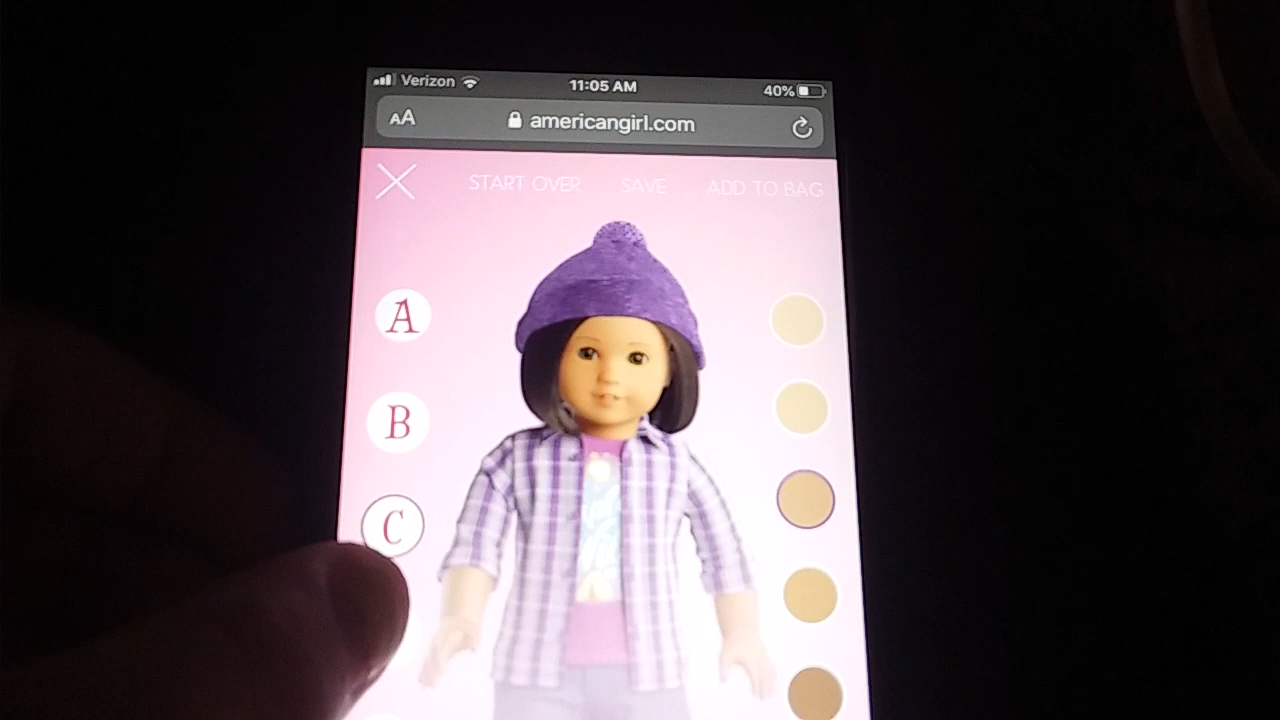 Verizon 11:05 AM 40%
AA americangirl.com
START OVER SAVE ADD TO BAG
A
B
C